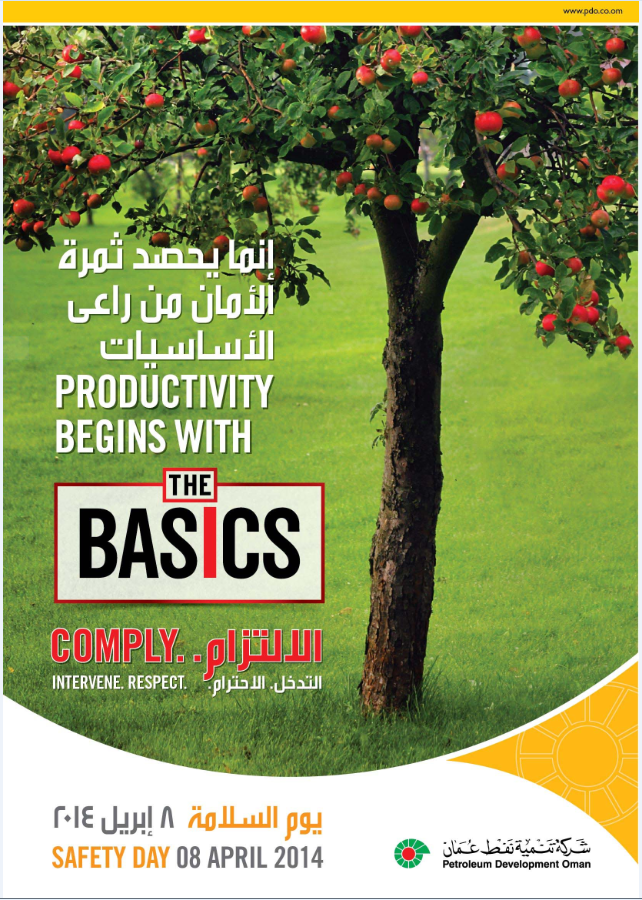 www.pdo.co.om
إنما يحصد ثمرة
الأمان من راعى
الأساسيات
PRODUCTIVITY
BEGINS WITH
THE
BASICS
COMPLY. الالتزام.
INTERVENE. RESPECT. التدخل. الاحترام.
يوم السلامة ٨ إبريل ٢٠١٤
SAFETY DAY 08 APRIL 2014
شركة تنمية نفط عمان
Petroleum Development Oman